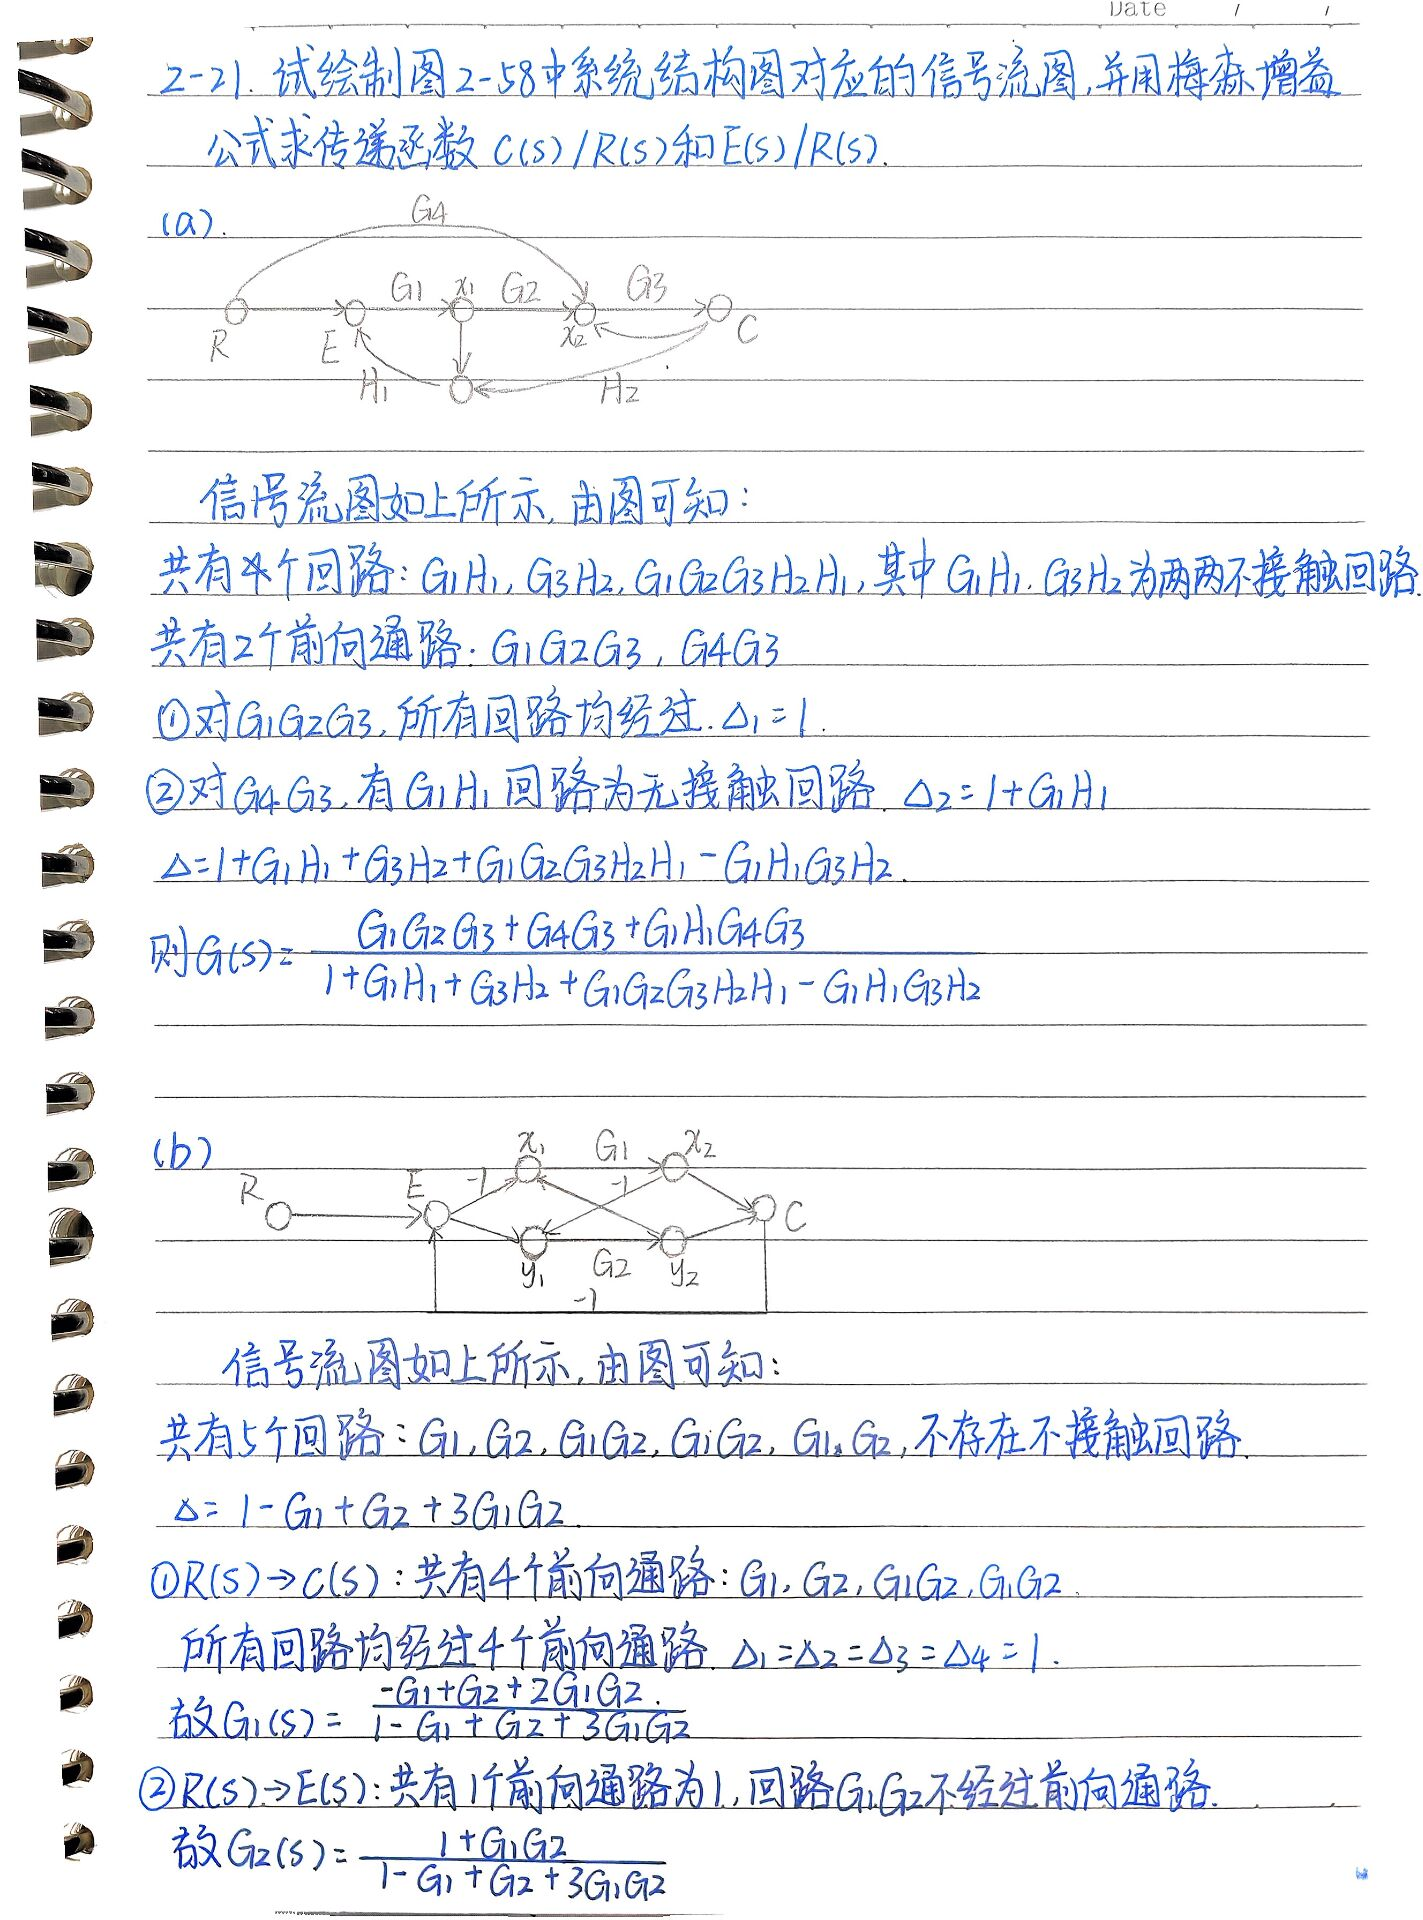 Date / /
2-21. 试绘制图2-58中系统结构图对应的信号流图,并用梅森增益
公式求传递函数 C(S)/R(S)和E(S)/R(S).
(a).
G4
R E G1 x1 G2 x2 G3 C
H1 H2
信号流图如上所示,由图可知:
共有4个回路: G1H1, G3H2, G1G2G3H2H1, 其中 G1H1. G3H2为两两不接触回路.
共有2个前向通路: G1G2G3, G4G3
①对G1G2G3, 所有回路均经过. Δ1=1.
②对G4G3, 有G1H1回路为无接触回路. Δ2=1+G1H1
Δ=1+G1H1+G3H2+G1G2G3H2H1-G1H1G3H2.
则G(S)= G1G2G3+G4G3+G1H1G4G3
1+G1H1+G3H2+G1G2G3H2H1-G1H1G3H2
(b)
x1 G1 x2
R E -1 -1 C
y1 G2 y2
-1
信号流图如上所示,由图可知:
共有5个回路: G1, G2, G1G2, G1G2, G1.G2, 不存在不接触回路.
Δ= 1-G1+G2+3G1G2.
①R(S)→C(S): 共有4个前向通路: G1, G2, G1G2, G1G2.
所有回路均经过4个前向通路. Δ1=Δ2=Δ3=Δ4=1.
故G1(S)= -G1+G2+2G1G2.
1-G1+G2+3G1G2
②R(S)→E(S): 共有1个前向通路为1, 回路G1G2不经过前向通路.
故G2(S)= 1+G1G2
1-G1+G2+3G1G2